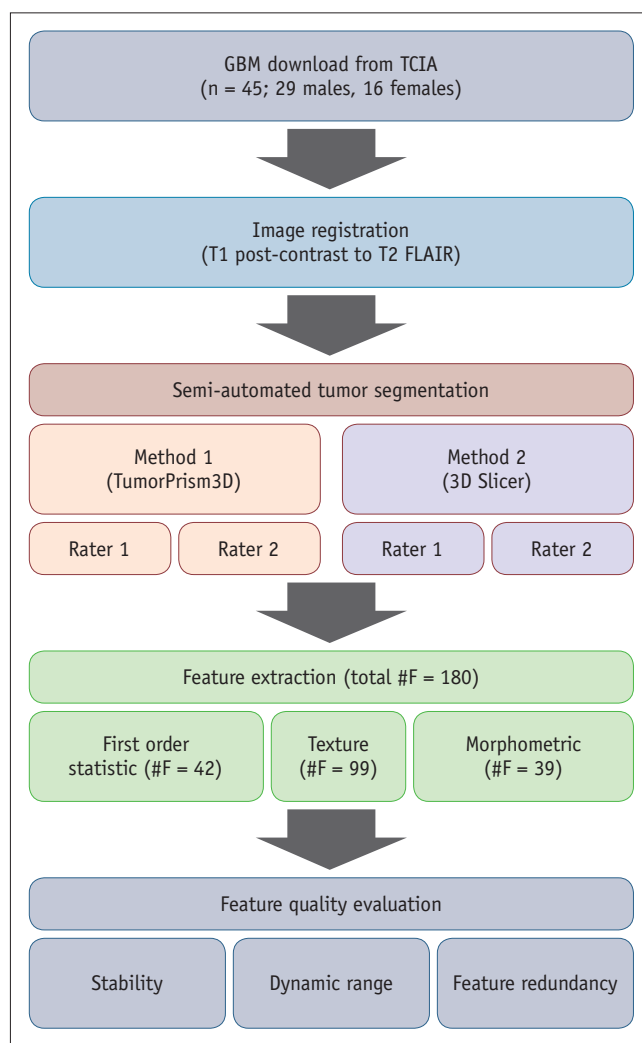 GBM download from TCIA
(n = 45; 29 males, 16 females)
Image registration
(T1 post-contrast to T2 FLAIR)
Semi-automated tumor segmentation
Method 1
(TumorPrism3D)
Method 2
(3D Slicer)
Rater 1
Rater 2
Rater 1
Rater 2
Feature extraction (total #F = 180)
First order
statistic (#F = 42)
Texture
(#F = 99)
Morphometric
(#F = 39)
Feature quality evaluation
Stability
Dynamic range
Feature redundancy